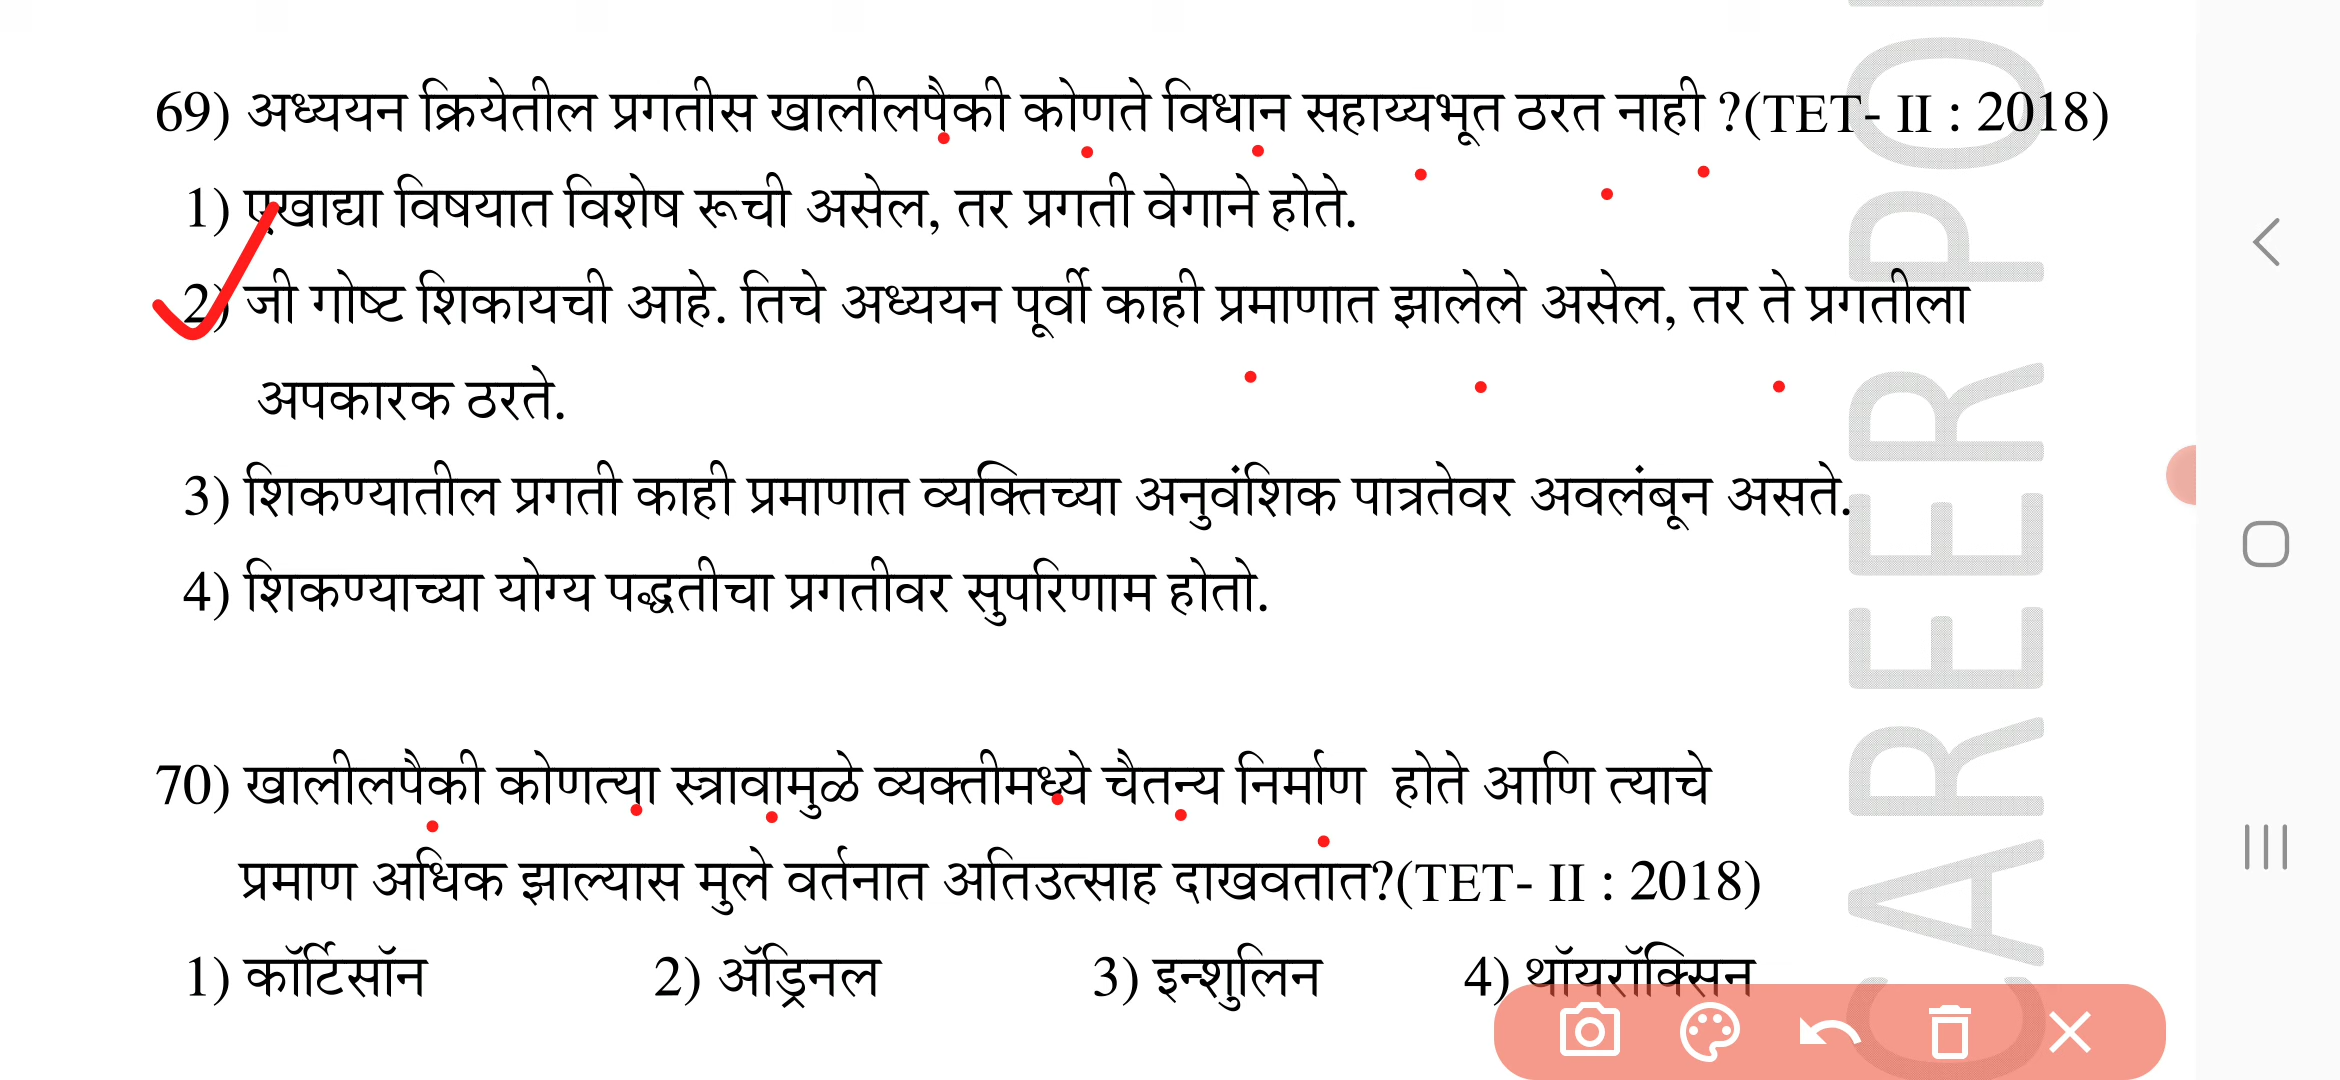 69) अध्ययन क्रियेतील प्रगतीस खालीलपैकी कोणते विधान सहाय्यभूत ठरत नाही ?(TET- II : 2018)
1) एखाद्या विषयात विशेष रूची असेल, तर प्रगती वेगाने होते.
2) जी गोष्ट शिकायची आहे. तिचे अध्ययन पूर्वी काही प्रमाणात झालेले असेल, तर ते प्रगतीला
अपकारक ठरते.
3) शिकण्यातील प्रगती काही प्रमाणात व्यक्तिच्या अनुवंशिक पात्रतेवर अवलंबून असते.
4) शिकण्याच्या योग्य पद्धतीचा प्रगतीवर सुपरिणाम होतो.
70) खालीलपैकी कोणत्या स्त्रावामुळे व्यक्तीमध्ये चैतन्य निर्माण होते आणि त्याचे
प्रमाण अधिक झाल्यास मुले वर्तनात अतिउत्साह दाखवतात?(TET- II : 2018)
1) कॉर्टिसॉन 2) ॲड्रिनल 3) इन्शुलिन 4) थॉयरॉक्सिन
CAREER PO